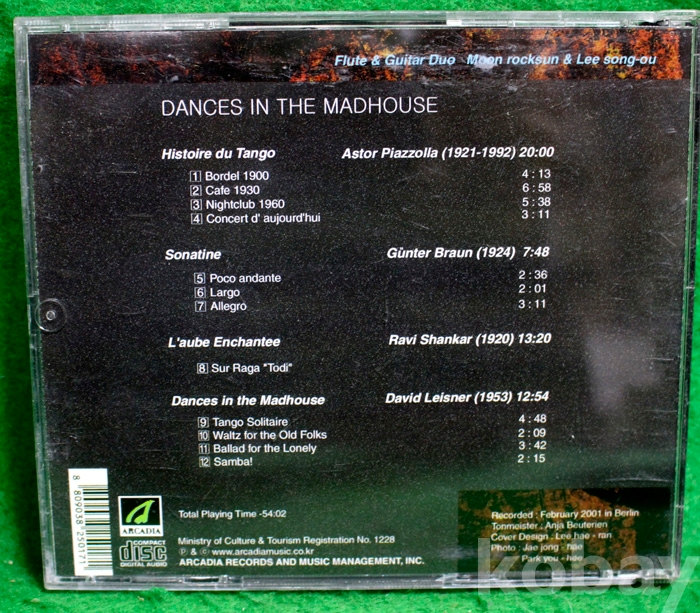 Flute & Guitar Duo Moon rocksun & Lee song-ou
DANCES IN THE MADHOUSE
Histoire du Tango Astor Piazzolla (1921-1992) 20:00
1 Bordel 1900 4 : 13
2 Cafe 1930 6 : 58
3 Nightclub 1960 5 : 38
4 Concert d' aujourd'hui 3 : 11
Sonatine Günter Braun (1924) 7:48
5 Poco andante 2 : 36
6 Largo 2 : 01
7 Allegro 3 : 11
L'aube Enchantee Ravi Shankar (1920) 13:20
8 Sur Raga "Todi"
Dances in the Madhouse David Leisner (1953) 12:54
9 Tango Solitaire 4 : 48
10 Waltz for the Old Folks 2 : 09
11 Ballad for the Lonely 3 : 42
12 Samba! 2 : 15
8 809038 250171
ARCADIA
COMPACT
disc
DIGITAL AUDIO
Total Playing Time -54:02
Ministry of Culture & Tourism Registration No. 1228
℗ & © www.arcadiamusic.co.kr
ARCADIA RECORDS AND MUSIC MANAGEMENT, INC.
Recorded : February 2001 in Berlin
Tonmeister : Anja Beuterien
Cover Design : Lee hae - ran
Photo : Jae jong - hao
Park you - hae
kobay